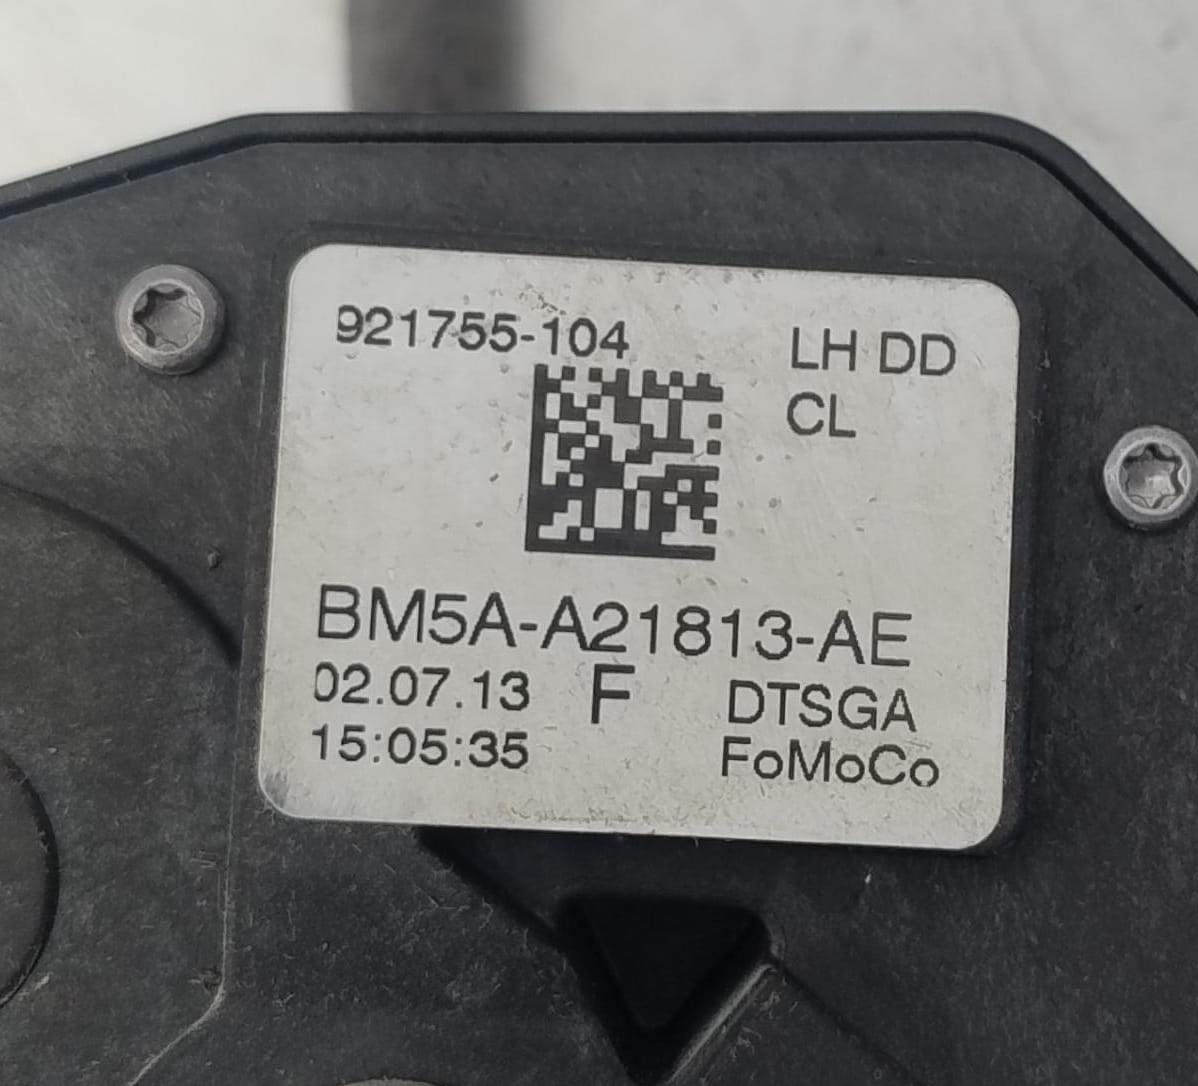 921755-104 LH DD
CL
BM5A-A21813-AE
02.07.13 F DTSGA
15:05:35 FoMoCo